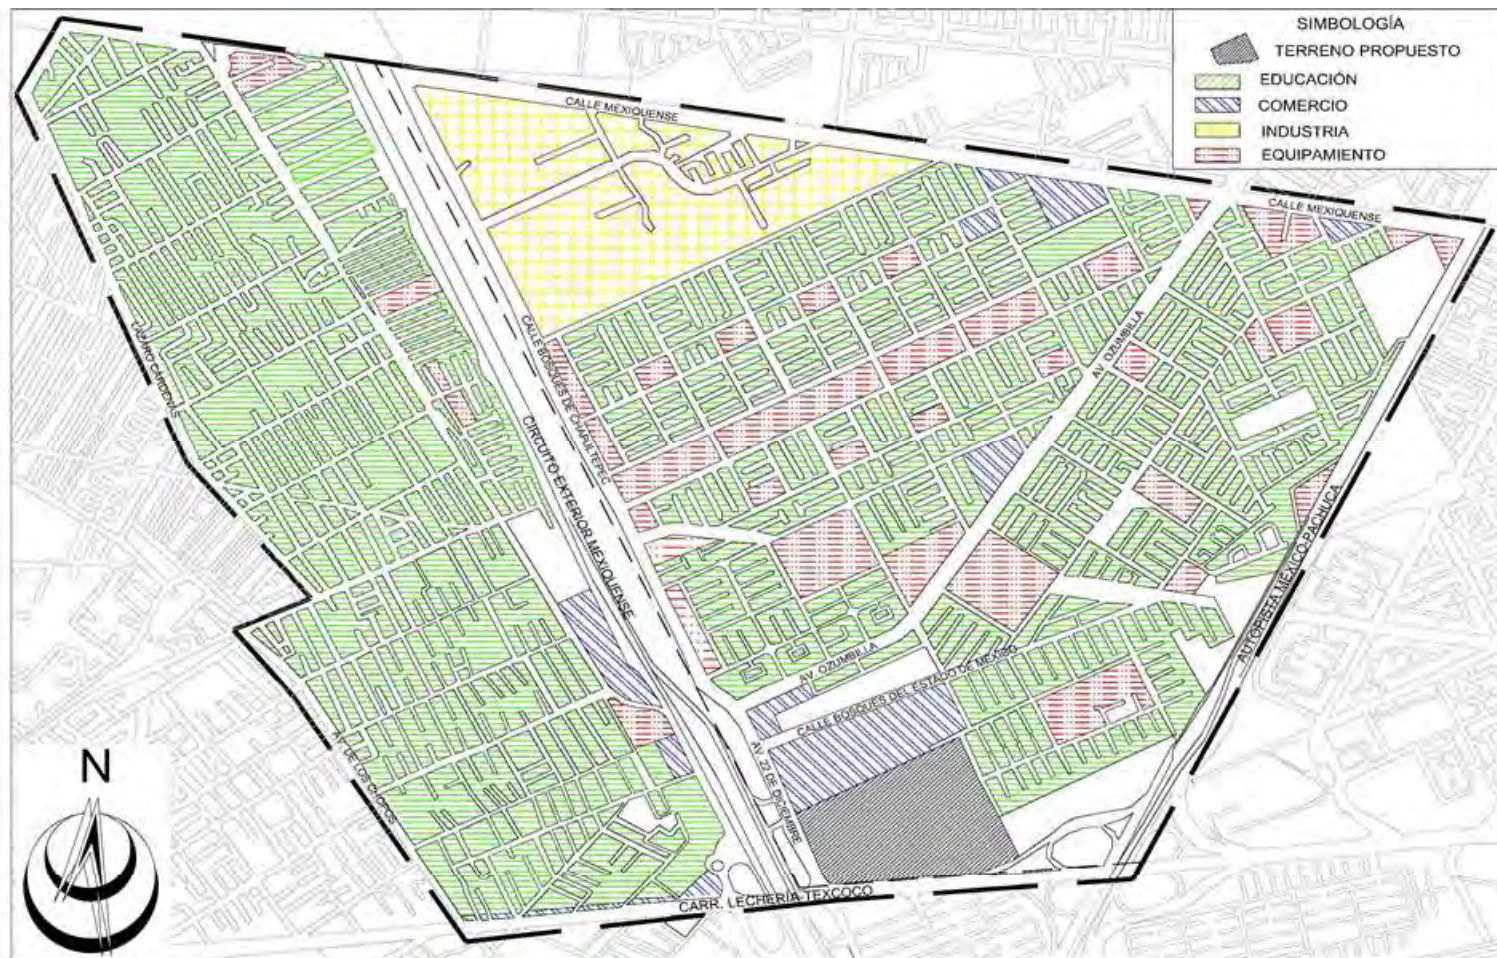 SIMBOLOGÍA
TERRENO PROPUESTO
EDUCACIÓN
COMERCIO
INDUSTRIA
EQUIPAMIENTO
CALLE MEXIQUENSE
CALLE MEXIQUENSE
LAZARO CARDENAS
CALLE BOSQUES DE CHAPULTEPEC
AV. OZUMBILLA
CIRCUITO EXTERIOR MEXIQUENSE
AUTOPISTA MEXICO PACHUCA
AV. OZUMBILLA
CALLE BOSQUES DEL ESTADO DE MEXICO
AV. DE LOS CHOPOS
AV. 22 DE DICIEMBRE
N
CARR. LECHERIA-TEXCOCO